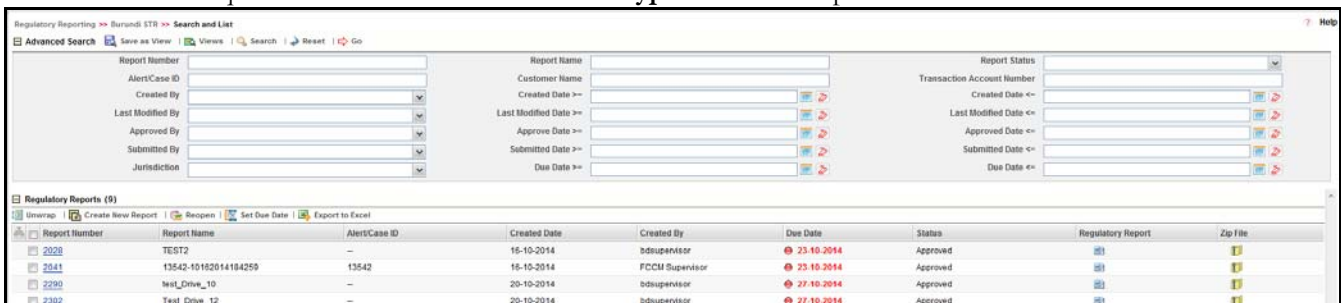 Regulatory Reporting >> Burundi STR >> Search and List
Help
Advanced Search Save as View | Views | Search | Reset | Go
Report Number Report Name Report Status
Alert/Case ID Customer Name Transaction Account Number
Created By Created Date >= Created Date <=
Last Modified By Last Modified Date >= Last Modified Date <=
Approved By Approve Date >= Approved Date <=
Submitted By Submitted Date >= Submitted Date <=
Jurisdiction Due Date >= Due Date <=
Regulatory Reports (9)
Unwrap | Create New Report | Reopen | Set Due Date | Export to Excel
Report Number Report Name Alert/Case ID Created Date Created By Due Date Status Regulatory Report Zip File
2028 TEST2 -- 16-10-2014 bdsupervisor 23-10-2014 Approved
2041 13542-10162014184259 13542 16-10-2014 FCCM Supervisor 23-10-2014 Approved
2290 test_Drive_10 -- 20-10-2014 bdsupervisor 27-10-2014 Approved
2302 Test_Drive_12 -- 20-10-2014 bdsupervisor 27-10-2014 Approved